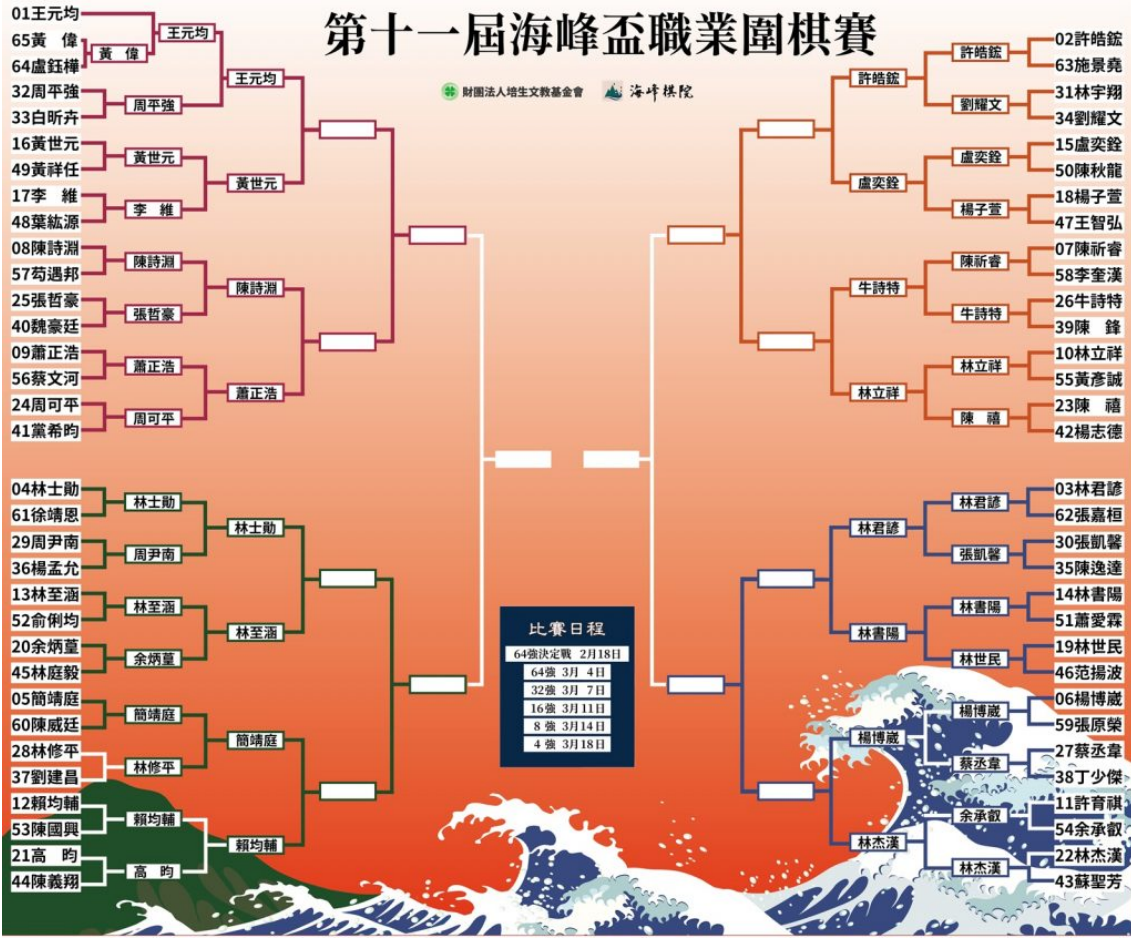 第十一屆海峰盃職業圍棋賽
財團法人培生文教基金會
海峰棋院
01王元均
65黃 偉
64盧鈺樺
32周平強
33白昕卉
16黃世元
49黃祥任
17李 維
48葉紘源
08陳詩淵
57芶遇邦
25張哲豪
40魏豪廷
09蕭正浩
56蔡文河
24周可平
41黨希昀
黃 偉
王元均
周平強
黃世元
李 維
陳詩淵
張哲豪
蕭正浩
周可平
王元均
黃世元
陳詩淵
蕭正浩
04林士勛
61徐靖恩
29周尹南
36楊孟允
13林至涵
52俞俐均
20余炳蓳
45林庭毅
05簡靖庭
60陳威廷
28林修平
37劉建昌
12賴均輔
53陳國興
21高 昀
44陳義翔
林士勛
周尹南
林至涵
余炳蓳
簡靖庭
林修平
賴均輔
高 昀
林士勛
林至涵
簡靖庭
賴均輔
比賽日程
64強決定戰 2月18日
64強 3月 4日
32強 3月 7日
16強 3月11日
8強 3月14日
4強 3月18日
許皓鋐
盧奕銓
牛詩特
林立祥
許皓鋐
劉耀文
盧奕銓
楊子萱
陳祈睿
牛詩特
林立祥
陳 禧
02許皓鋐
63施景堯
31林宇翔
34劉耀文
15盧奕銓
50陳秋龍
18楊子萱
47王智弘
07陳祈睿
58李奎漢
26牛詩特
39陳 鋒
10林立祥
55黃彥誠
23陳 禧
42楊志德
林君諺
林書陽
楊博崴
林杰漢
林君諺
張凱馨
林書陽
林世民
楊博崴
蔡丞韋
余承叡
林杰漢
03林君諺
62張嘉桓
30張凱馨
35陳逸達
14林書陽
51蕭愛霖
19林世民
46范揚波
06楊博崴
59張原榮
27蔡丞韋
38丁少傑
11許育祺
54余承叡
22林杰漢
43蘇聖芳